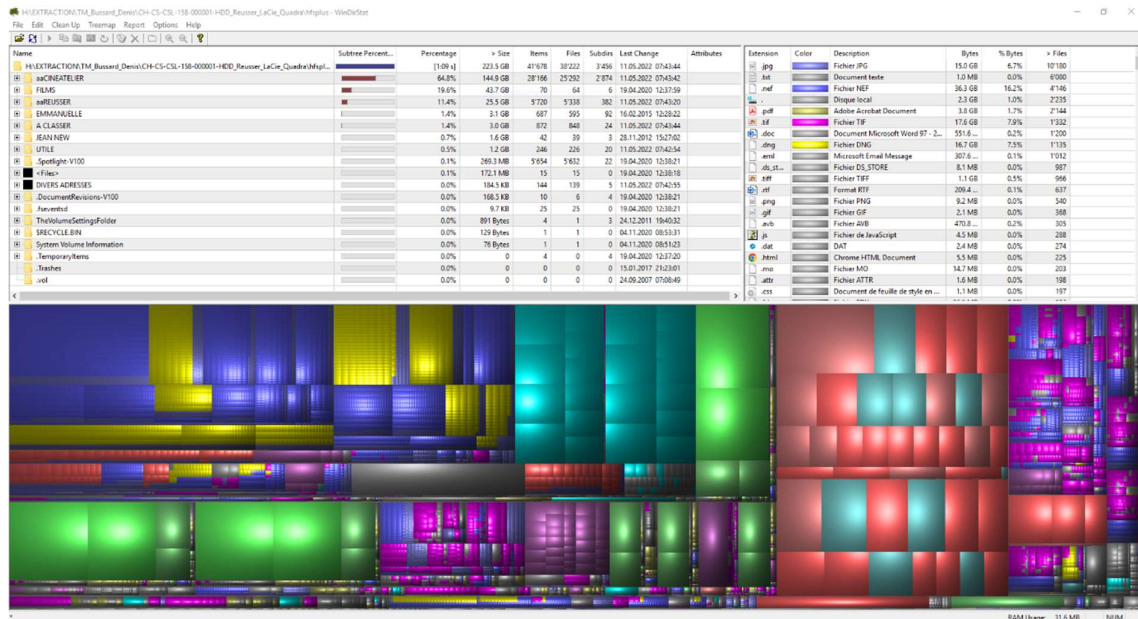 H:\EXTRACTION\TM_Bussard_Denis\CH-CS-CSL-158-000001-HDD_Reusser_LaCie_Quadra\hfsplus - WinDirStat
File Edit Clean Up Treemap Report Options Help
Name Subtree Percent... Percentage > Size Items Files Subdirs Last Change Attributes
H:\EXTRACTION\TM_Bussard_Denis\CH-CS-CSL-158-000001-HDD_Reusser_LaCie_Quadra\hfspl... [1:09 s] 223.5 GB 41'678 38'222 3'456 11.05.2022 07:43:44
aaCINEATELIER 64.8% 144.9 GB 28'166 25'292 2'874 11.05.2022 07:43:42
FILMS 19.6% 43.7 GB 70 64 6 19.04.2020 12:37:59
aaREUSSER 11.4% 25.5 GB 5'720 5'338 382 11.05.2022 07:43:20
EMMANUELLE 1.4% 3.1 GB 687 595 92 16.02.2015 12:28:22
A CLASSER 1.4% 3.0 GB 872 848 24 11.05.2022 07:43:44
JEAN NEW 0.7% 1.6 GB 42 39 3 28.11.2012 15:27:02
UTILE 0.5% 1.2 GB 246 226 20 11.05.2022 07:42:54
.Spotlight-V100 0.1% 269.3 MB 5'654 5'632 22 19.04.2020 12:38:21
<Files> 0.1% 172.1 MB 15 15 0 19.04.2020 12:38:18
DIVERS ADRESSES 0.0% 184.5 KB 144 139 5 11.05.2022 07:42:55
.DocumentRevisions-V100 0.0% 168.5 KB 10 6 4 19.04.2020 12:38:21
.fseventsd 0.0% 9.7 KB 25 25 0 19.04.2020 12:38:21
TheVolumeSettingsFolder 0.0% 891 Bytes 4 1 3 24.12.2011 19:40:32
$RECYCLE.BIN 0.0% 129 Bytes 1 1 0 04.11.2020 08:53:31
System Volume Information 0.0% 76 Bytes 1 1 0 04.11.2020 08:51:23
.TemporaryItems 0.0% 0 4 0 4 19.04.2020 12:37:20
.Trashes 0.0% 0 0 0 0 15.01.2017 21:23:01
.vol 0.0% 0 0 0 0 24.09.2007 07:08:49
Extension Color Description Bytes % Bytes > Files
.jpg Fichier JPG 15.0 GB 6.7% 10'180
.txt Document texte 1.0 MB 0.0% 6'080
.nef Fichier NEF 36.3 GB 16.2% 4'146
. Disque local 2.3 GB 1.0% 2'235
.pdf Adobe Acrobat Document 3.8 GB 1.7% 2'144
.tif Fichier TIF 17.6 GB 7.9% 1'332
.doc Document Microsoft Word 97 - 2... 551.6 ... 0.2% 1'200
.dng Fichier DNG 16.7 GB 7.5% 1'135
.eml Microsoft Email Message 307.6 ... 0.1% 1'012
.ds_st... Fichier DS_STORE 8.1 MB 0.0% 987
.tiff Fichier TIFF 1.1 GB 0.5% 966
.rtf Format RTF 209.4 ... 0.1% 637
.png Fichier PNG 9.2 MB 0.0% 540
.gif Fichier GIF 2.1 MB 0.0% 368
.avb Fichier AVB 470.8 ... 0.2% 305
.js Fichier de JavaScript 4.5 MB 0.0% 288
.dat DAT 2.4 MB 0.0% 274
.html Chrome HTML Document 5.5 MB 0.0% 225
.mo Fichier MO 14.7 MB 0.0% 203
.attr Fichier ATTR 1.6 MB 0.0% 198
.css Document de feuille de style en ... 1.1 MB 0.0% 197
RAM Usage: 31.6 MB NUM